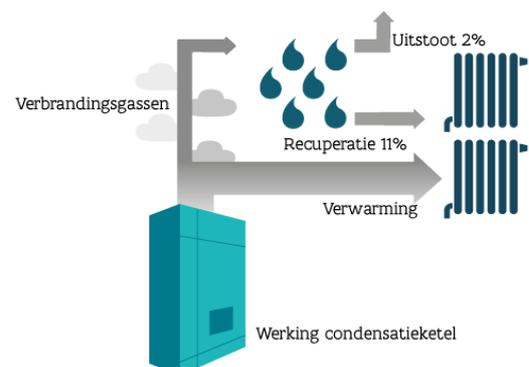 Uitstoot 2%
Verbrandingsgassen
Recuperatie 11%
Verwarming
Werking condensatieketel